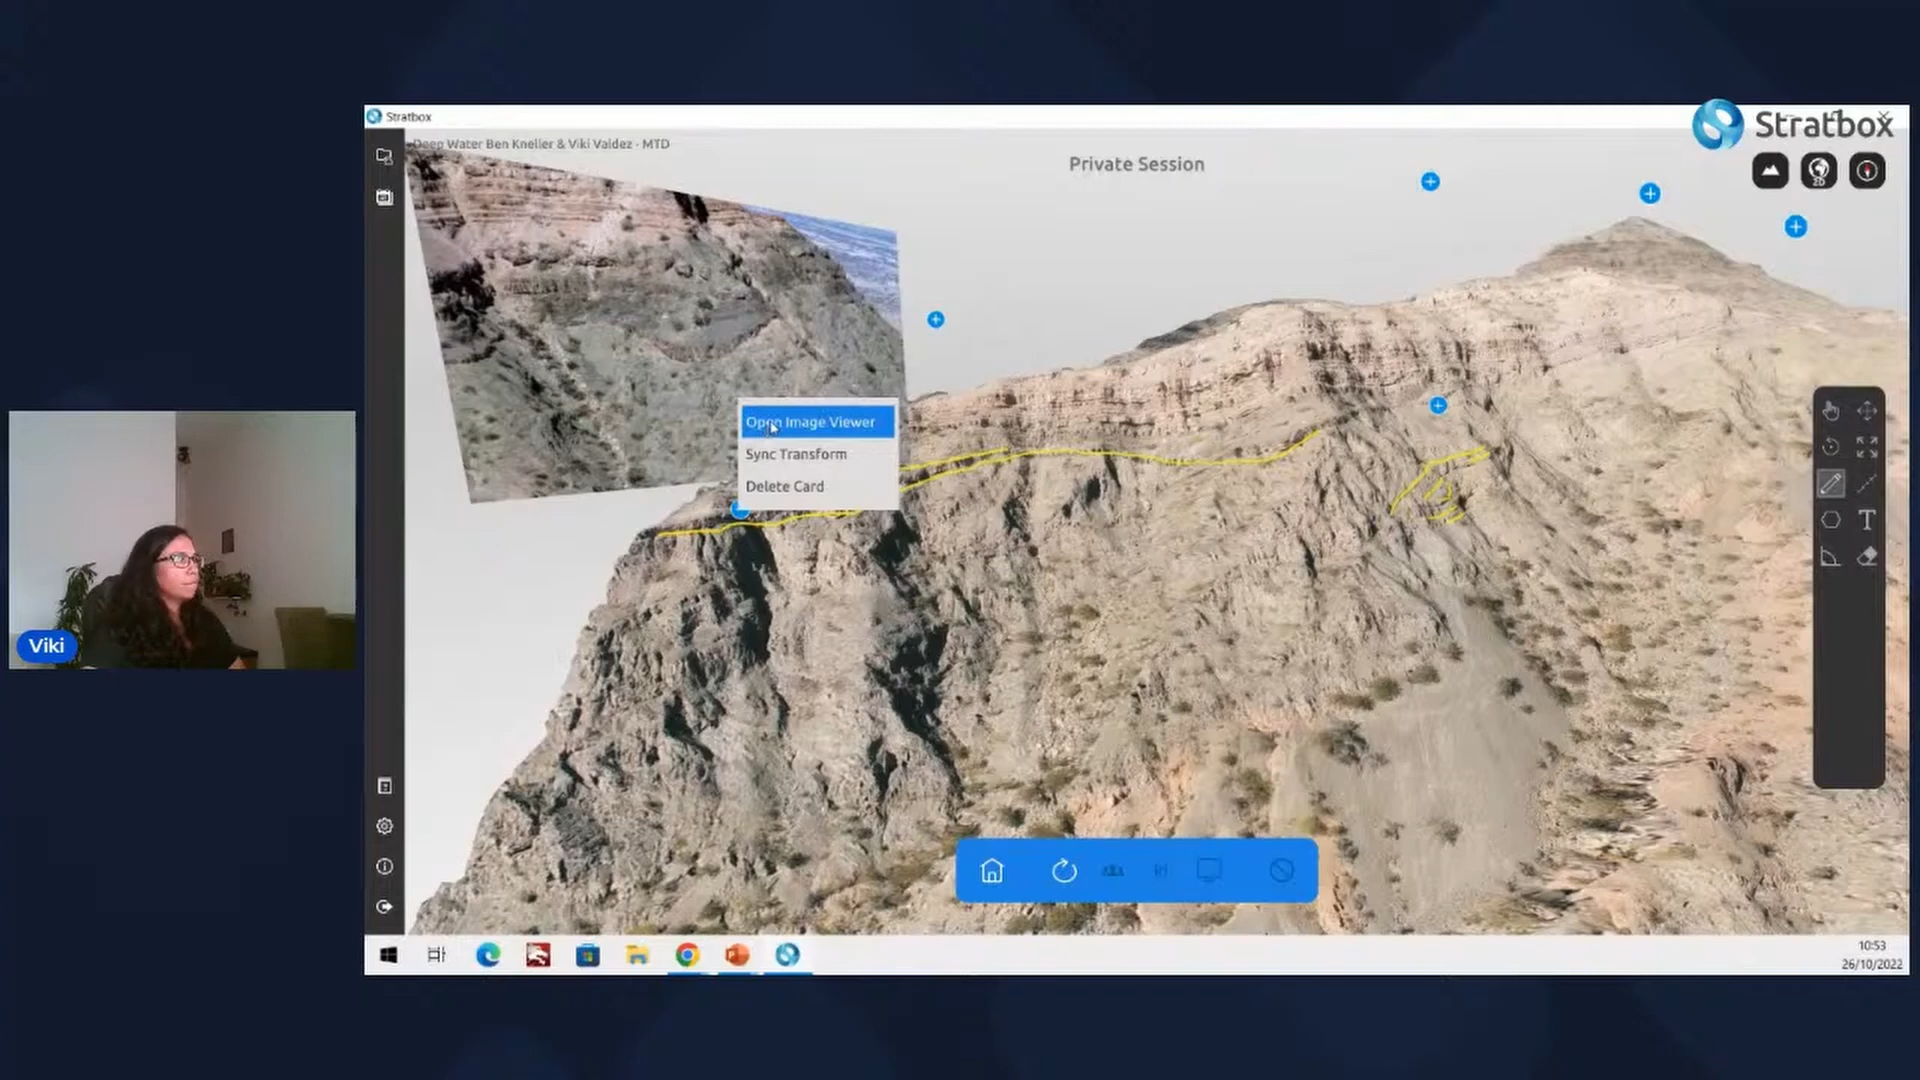 Stratbox
Stratbox
Deep Water Ben Kneller & Viki Valdez - MTD
Private Session
2D
Open Image Viewer
Sync Transform
Delete Card
T
Viki
10:53
26/10/2022